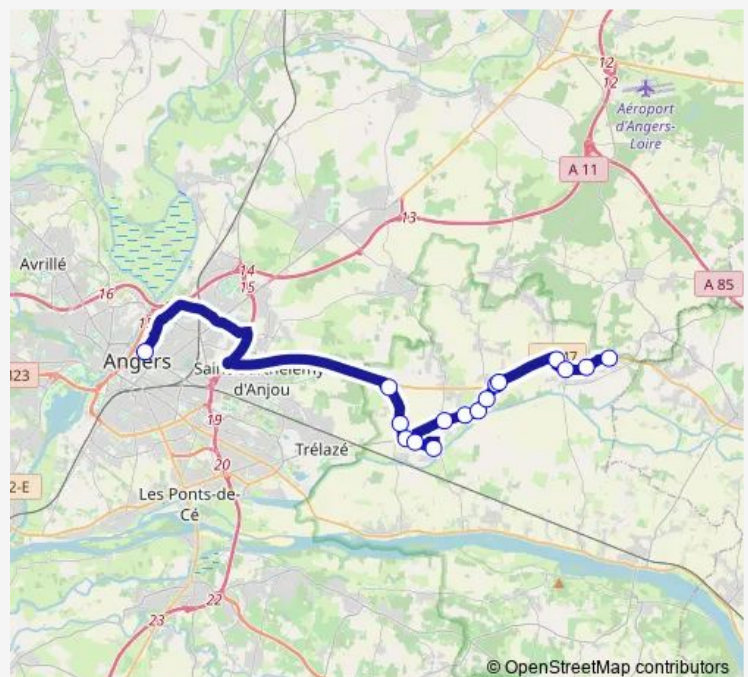 12
12
Aéroport
d'Angers-
Loire
A 11
13
Avrillé
14
15
A 85
16
Angers
d'Anjou
19
Trélazé
20
Les Ponts-de-
Cé
2-E
22
23
© OpenStreetMap contributors